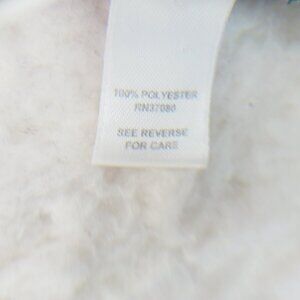 100% POLYESTER
RN37080
SEE REVERSE
FOR CARE